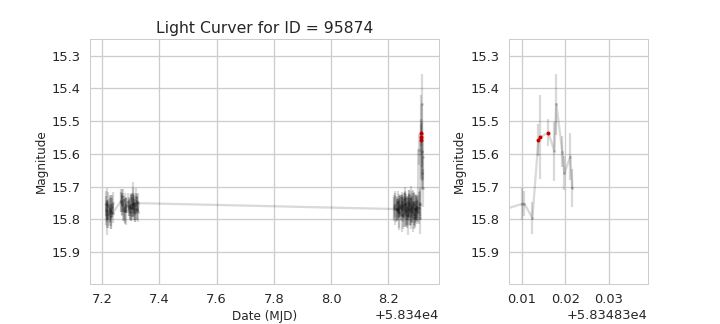 Light Curver for ID = 95874
Magnitude
15.3
15.4
15.5
15.6
15.7
15.8
15.9
7.2 7.4 7.6 7.8 8.0 8.2
Date (MJD)
+5.834e4
Magnitude
15.3
15.4
15.5
15.6
15.7
15.8
15.9
0.01 0.02 0.03
+5.83483e4